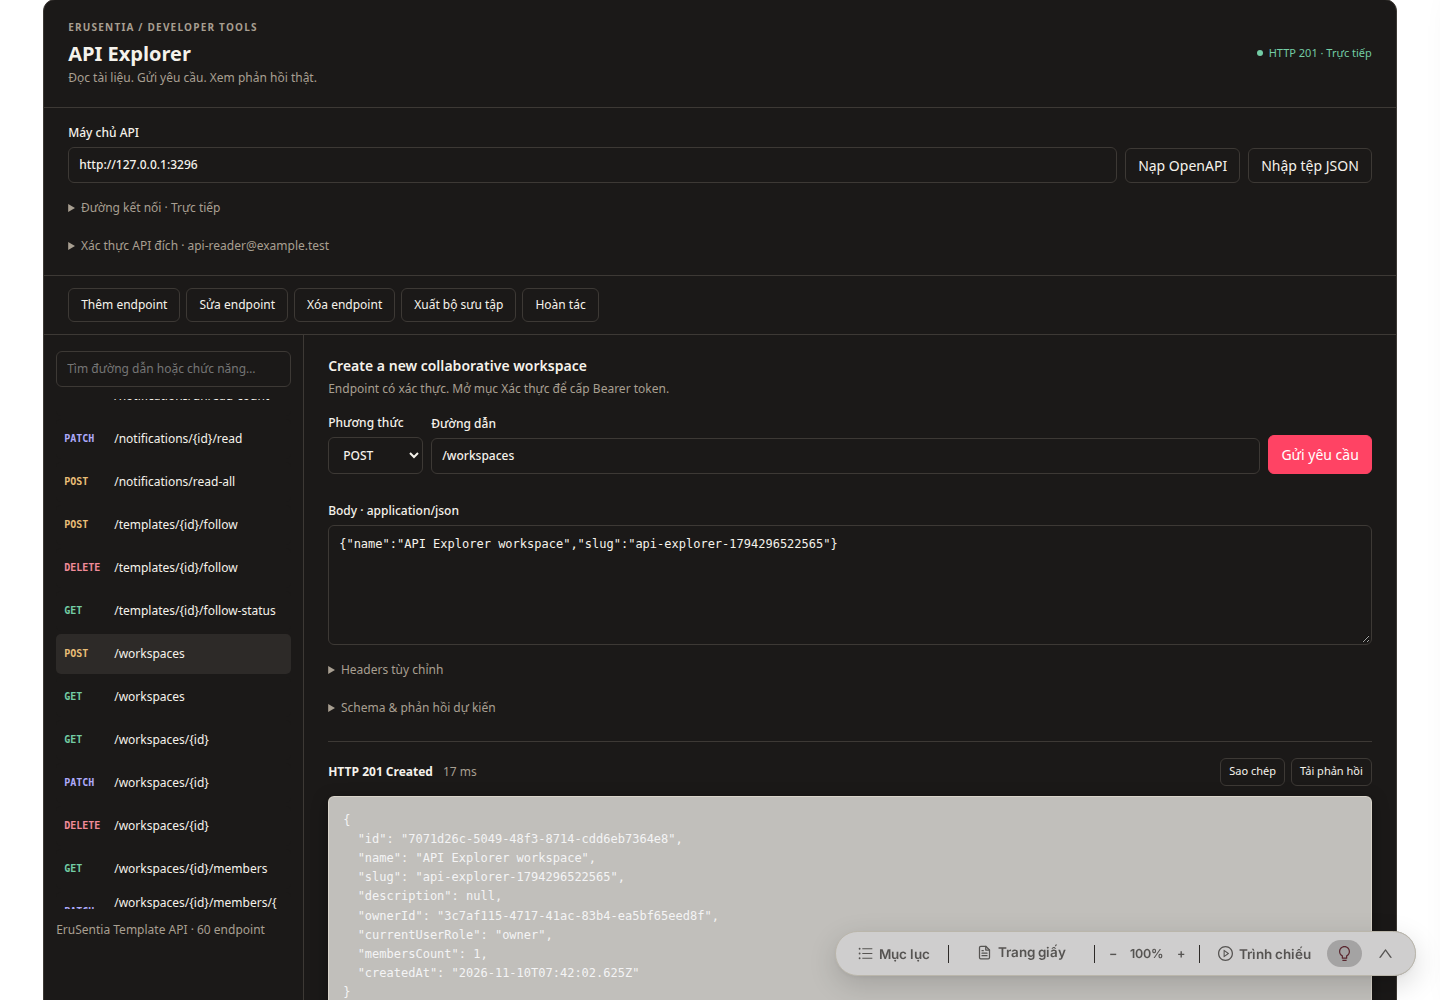 ERUSENTIA / DEVELOPER TOOLS
API Explorer
Đọc tài liệu. Gửi yêu cầu. Xem phản hồi thật.
HTTP 201 · Trực tiếp
Máy chủ API
http://127.0.0.1:3296
Nạp OpenAPI
Nhập tệp JSON
Đường kết nối · Trực tiếp
Xác thực API đích · api-reader@example.test
Thêm endpoint
Sửa endpoint
Xóa endpoint
Xuất bộ sưu tập
Hoàn tác
Tìm đường dẫn hoặc chức năng...
PATCH /notifications/{id}/read
POST /notifications/read-all
POST /templates/{id}/follow
DELETE /templates/{id}/follow
GET /templates/{id}/follow-status
POST /workspaces
GET /workspaces
GET /workspaces/{id}
PATCH /workspaces/{id}
DELETE /workspaces/{id}
GET /workspaces/{id}/members
/workspaces/{id}/members/{
EruSentia Template API · 60 endpoint
Create a new collaborative workspace
Endpoint có xác thực. Mở mục Xác thực để cấp Bearer token.
Phương thức
Đường dẫn
POST
/workspaces
Gửi yêu cầu
Body · application/json
{"name":"API Explorer workspace","slug":"api-explorer-1794296522565"}
Headers tùy chỉnh
Schema & phản hồi dự kiến
HTTP 201 Created 17 ms
Sao chép
Tải phản hồi
{
"id": "7071d26c-5049-48f3-8714-cdd6eb7364e8",
"name": "API Explorer workspace",
"slug": "api-explorer-1794296522565",
"description": null,
"ownerId": "3c7af115-4717-41ac-83b4-ea5bf65eed8f",
"currentUserRole": "owner",
"membersCount": 1,
"createdAt": "2026-11-10T07:42:02.625Z"
}
Mục lục
Trang giấy
− 100% +
Trình chiếu